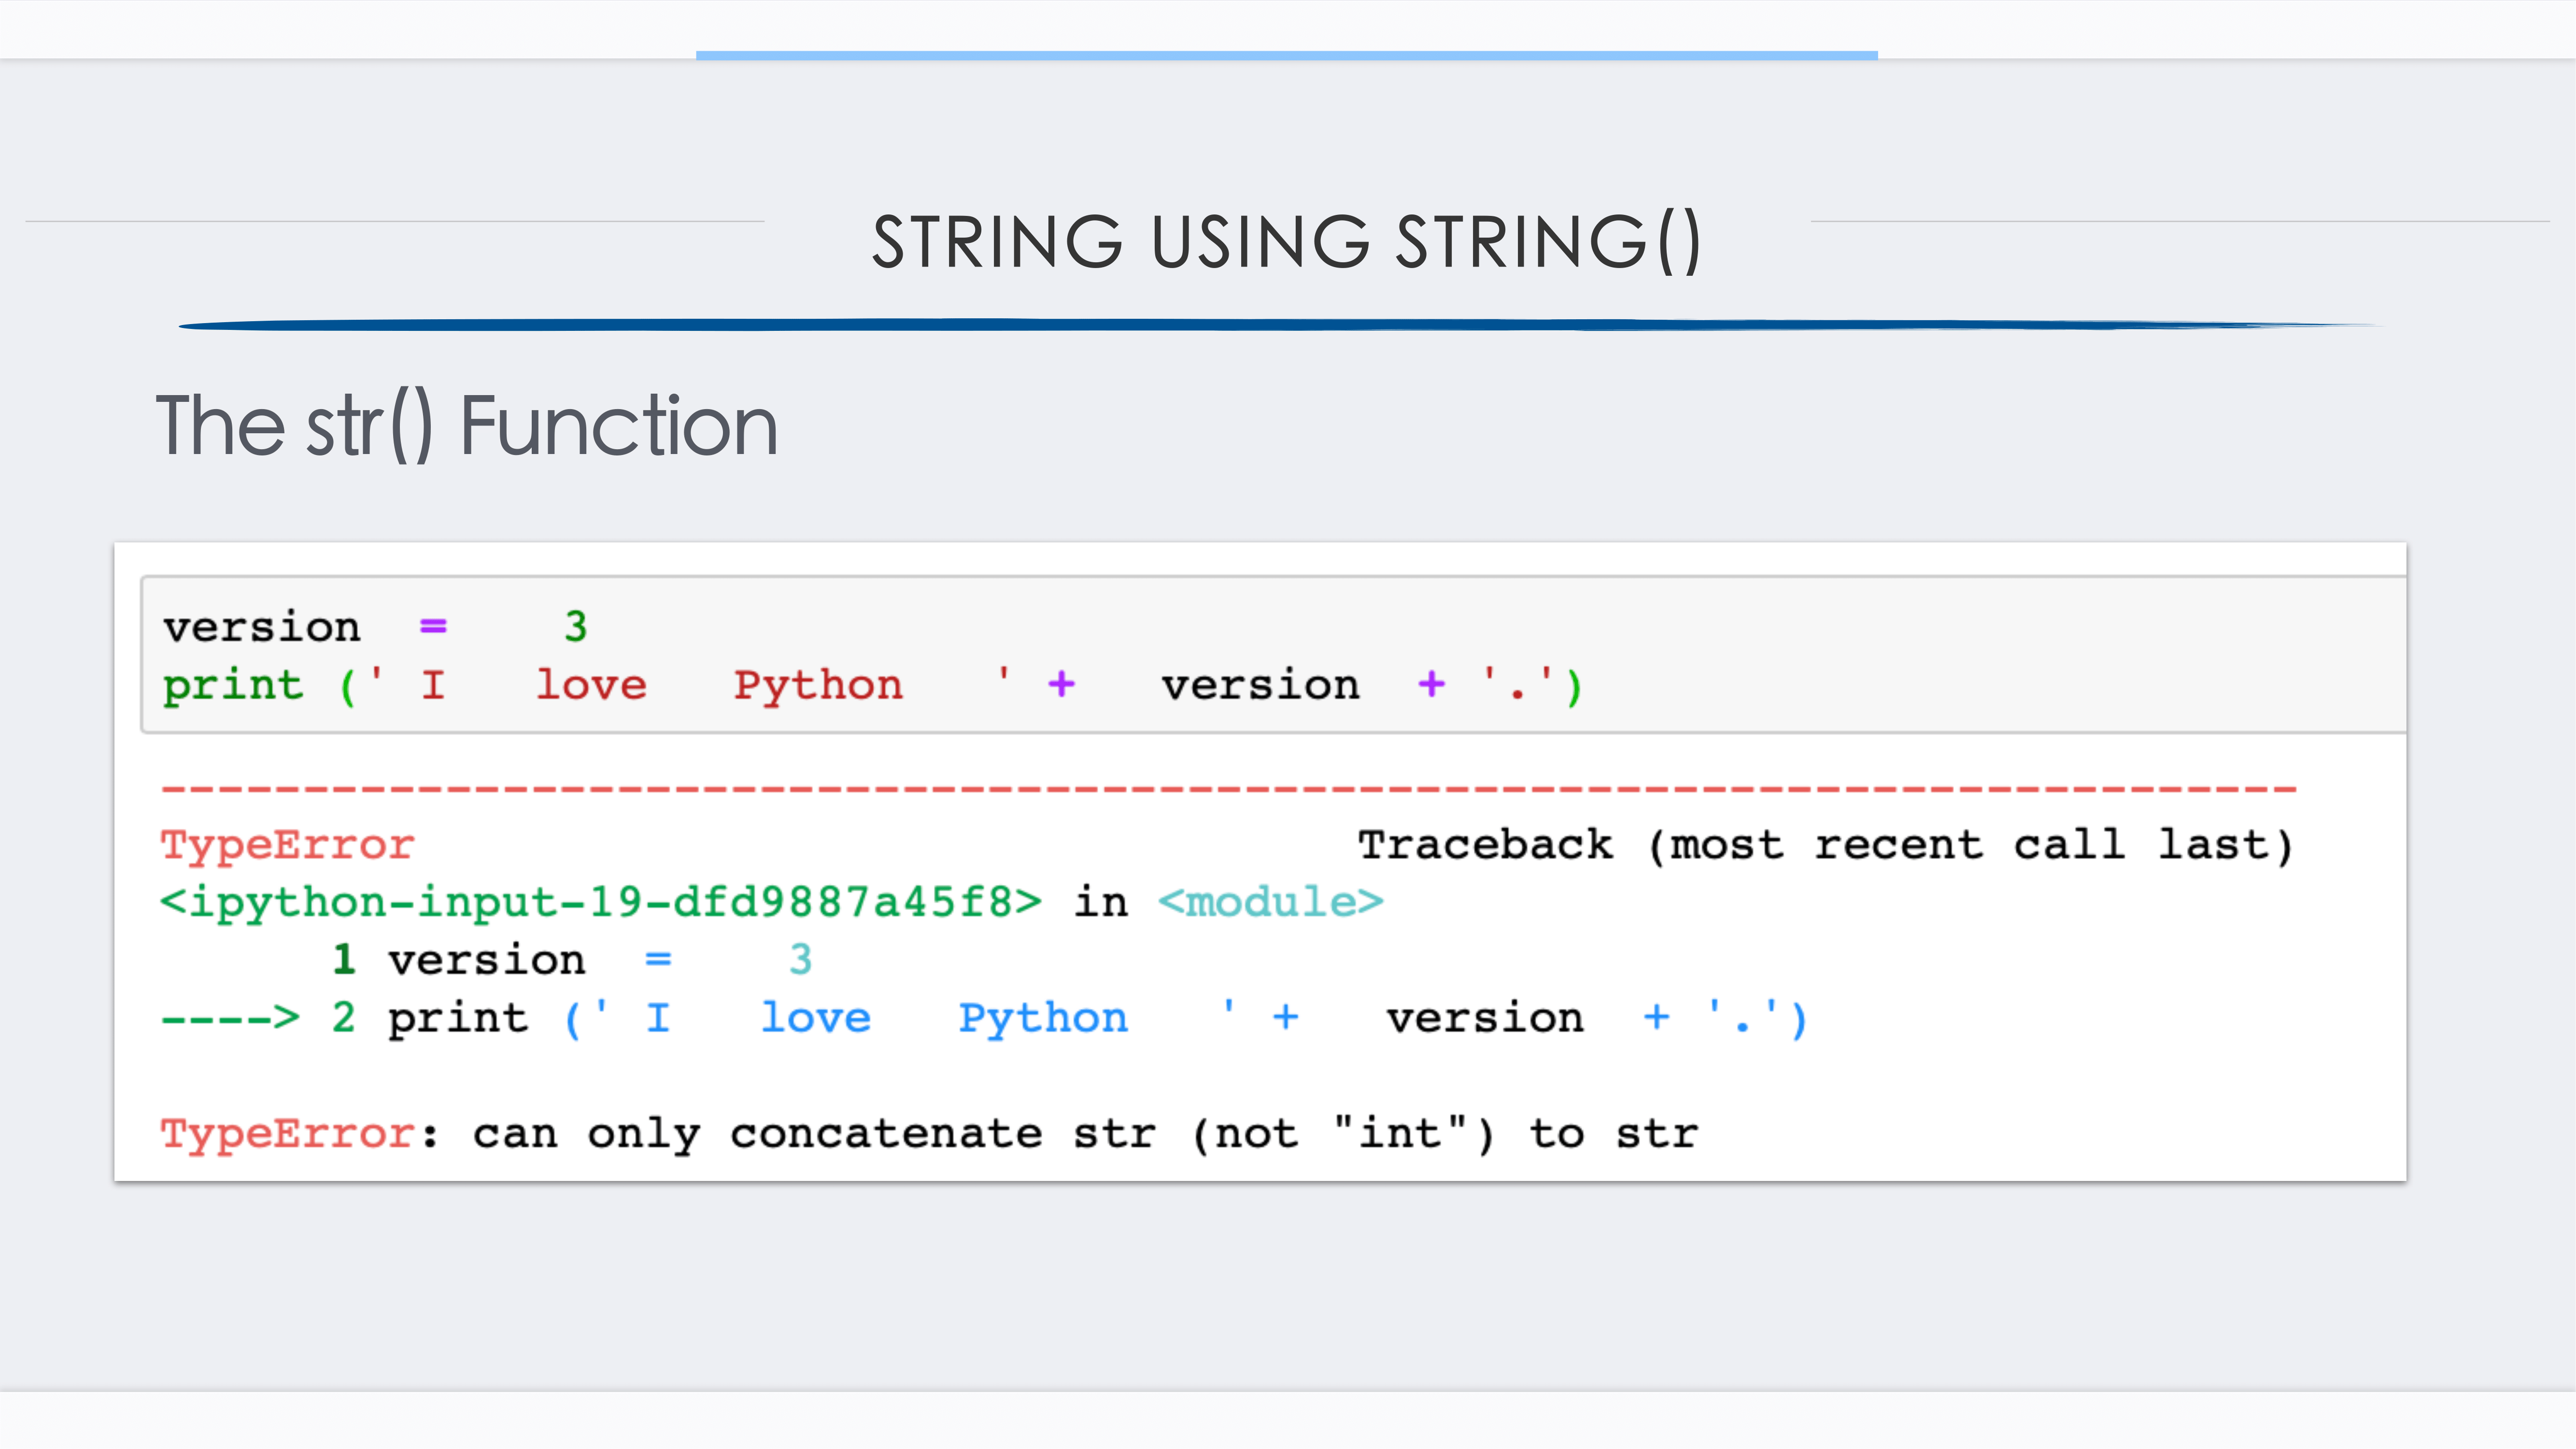 STRING USING STRING()
The str() Function
version  =    3
print (' I   love   Python   ' +   version  + '.')
---------------------------------------------------------------------------
TypeError                                 Traceback (most recent call last)
<ipython-input-19-dfd9887a45f8> in <module>
      1 version  =    3
----> 2 print (' I   love   Python   ' +   version  + '.')
TypeError: can only concatenate str (not "int") to str